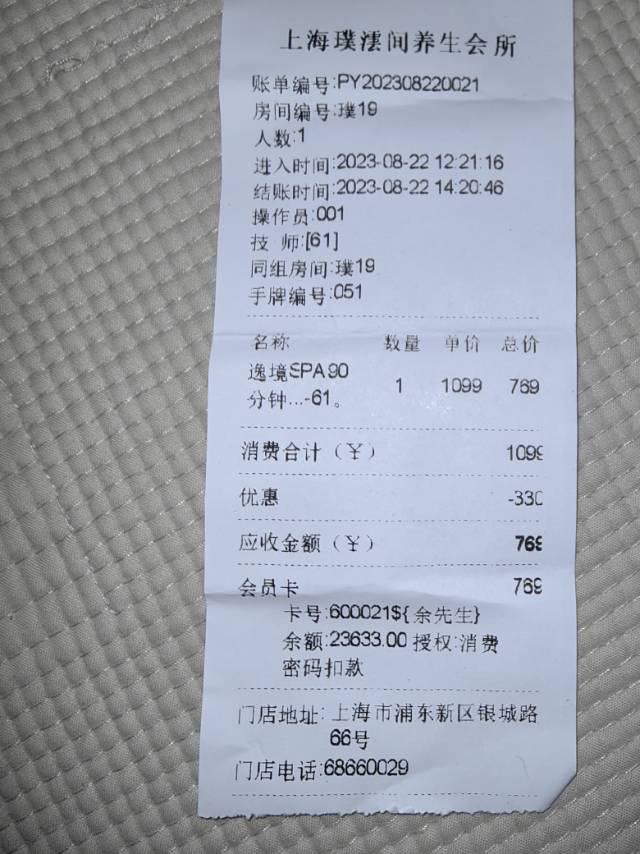 上海璞澐间养生会所
账单编号:PY202308220021
房间编号:璞19
人数:1
进入时间:2023-08-22 12:21:16
结账时间:2023-08-22 14:20:46
操作员:001
技 师:[61]
同组房间:璞19
手牌编号:051
名称 数量 单价 总价
逸境SPA90 1 1099 769
分钟...-61。
消费合计（￥） 1099
优惠 -330
应收金额（￥） 769
会员卡 769
卡号:600021${余先生}
余额:23633.00 授权:消费
密码扣款
门店地址: 上海市浦东新区银城路
66号
门店电话:68660029